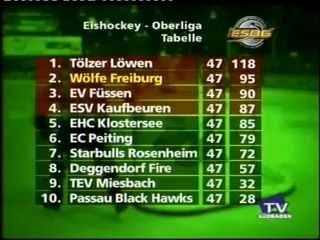 Eishockey - Oberliga
Tabelle
ESBG
1. Tölzer Löwen 47 118
2. Wölfe Freiburg 47 95
3. EV Füssen 47 90
4. ESV Kaufbeuren 47 87
5. EHC Klostersee 47 85
6. EC Peiting 47 79
7. Starbulls Rosenheim 47 72
8. Deggendorf Fire 47 57
9. TEV Miesbach 47 32
10. Passau Black Hawks 47 28
TV
SÜDBADEN